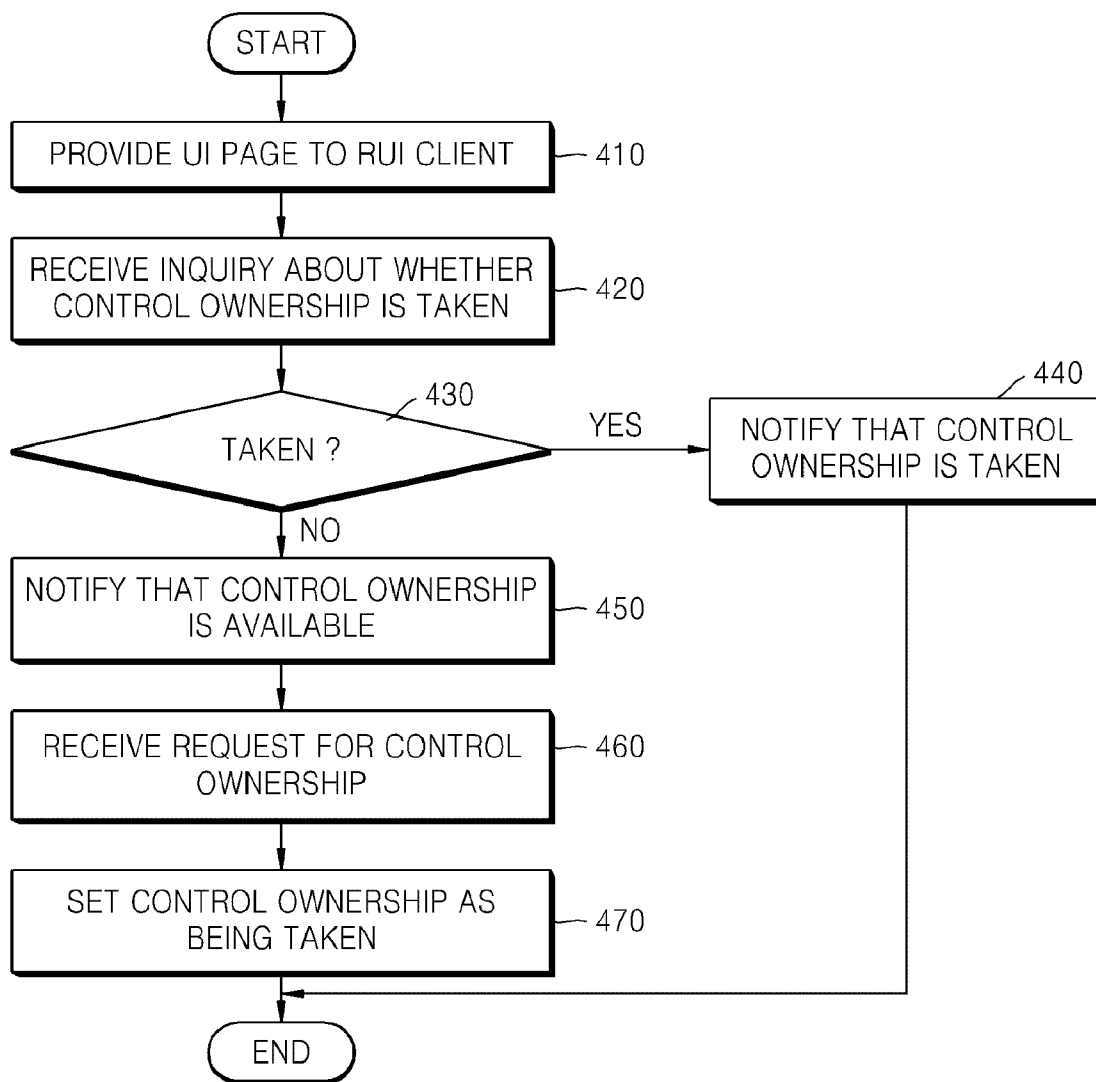 START
PROVIDE UI PAGE TO RUI CLIENT
410
RECEIVE INQUIRY ABOUT WHETHER
CONTROL OWNERSHIP IS TAKEN
420
430
TAKEN ?
YES
440
NOTIFY THAT CONTROL
OWNERSHIP IS TAKEN
NO
NOTIFY THAT CONTROL OWNERSHIP
IS AVAILABLE
450
RECEIVE REQUEST FOR CONTROL
OWNERSHIP
460
SET CONTROL OWNERSHIP AS
BEING TAKEN
470
END